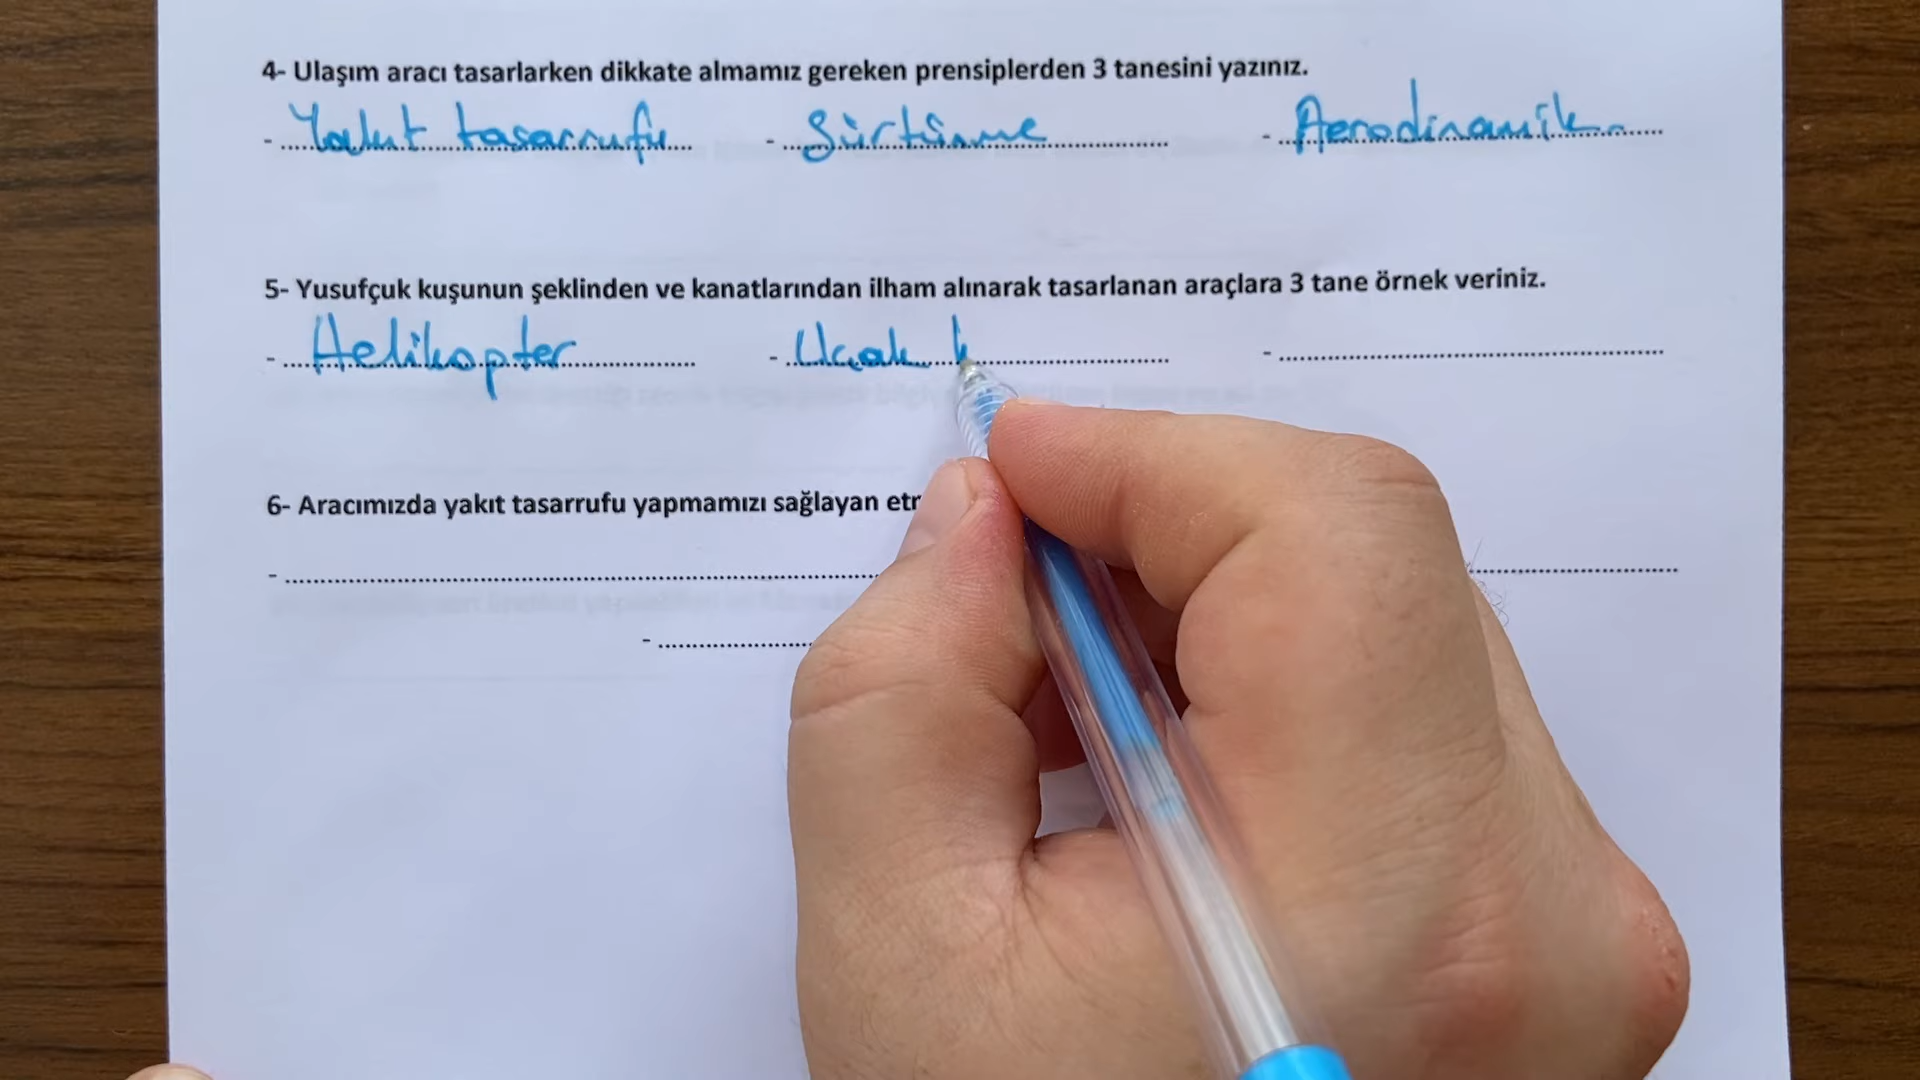 4- Ulaşım aracı tasarlarken dikkate almamız gereken prensiplerden 3 tanesini yazınız.
- Yakıt tasarrufu - Sürtünme - Aerodinamik
5- Yusufçuk kuşunun şeklinden ve kanatlarından ilham alınarak tasarlanan araçlara 3 tane örnek veriniz.
- Helikopter - Uçak k -
6- Aracımızda yakıt tasarrufu yapmamızı sağlayan
-
-